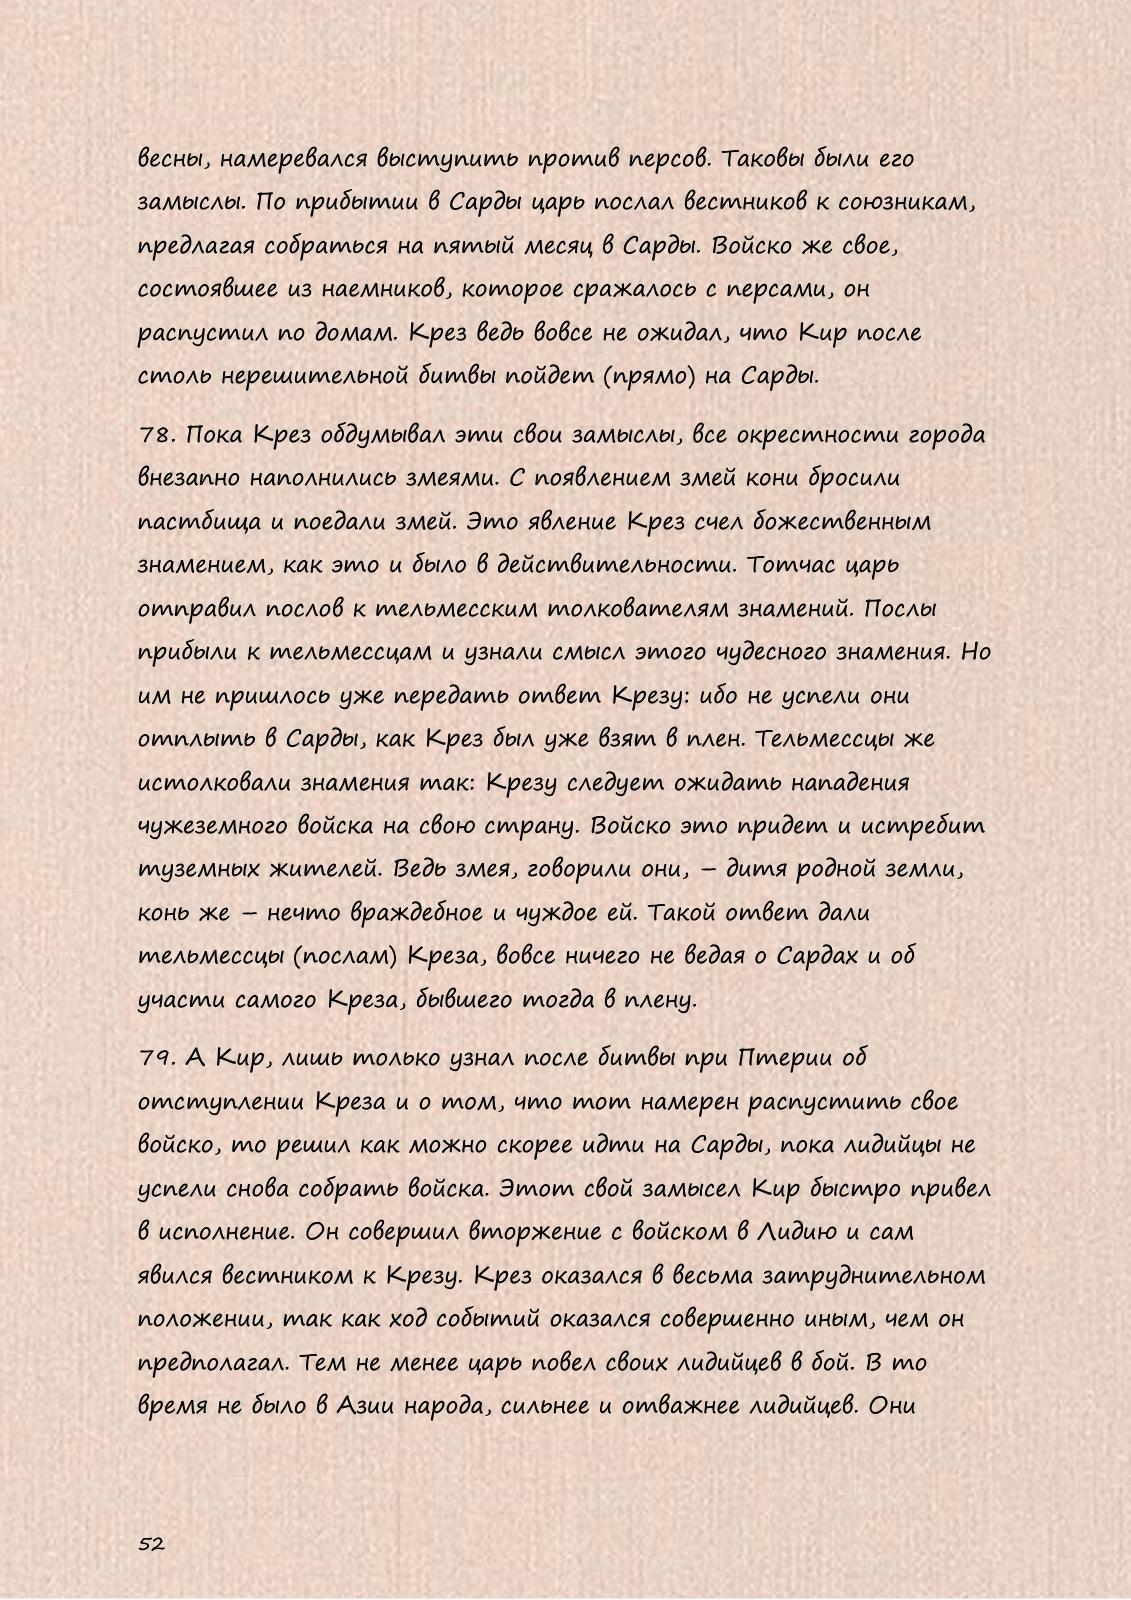 весны, намеревался выступить против персов. Таковы были его
замыслы. По прибытии в Сарды царь послал вестников к союзникам,
предлагая собраться на пятый месяц в Сарды. Войско же свое,
состоявшее из наемников, которое сражалось с персами, он
распустил по домам. Крез ведь вовсе не ожидал, что Кир после
столь нерешительной битвы пойдет (прямо) на Сарды.
78. Пока Крез обдумывал эти свои замыслы, все окрестности города
внезапно наполнились змеями. С появлением змей кони бросили
пастбища и поедали змей. Это явление Крез счел божественным
знамением, как это и было в действительности. Тотчас царь
отправил послов к тельмесским толкователям знамений. Послы
прибыли к тельмессцам и узнали смысл этого чудесного знамения. Но
им не пришлось уже передать ответ Крезу: ибо не успели они
отплыть в Сарды, как Крез был уже взят в плен. Тельмессцы же
истолковали знамения так: Крезу следует ожидать нападения
чужеземного войска на свою страну. Войско это придет и истребит
туземных жителей. Ведь змея, говорили они, – дитя родной земли,
конь же – нечто враждебное и чуждое ей. Такой ответ дали
тельмессцы (послам) Креза, вовсе ничего не ведая о Сардах и об
участи самого Креза, бывшего тогда в плену.
79. А Кир, лишь только узнал после битвы при Птерии об
отступлении Креза и о том, что тот намерен распустить свое
войско, то решил как можно скорее идти на Сарды, пока лидийцы не
успели снова собрать войска. Этот свой замысел Кир быстро привел
в исполнение. Он совершил вторжение с войском в Лидию и сам
явился вестником к Крезу. Крез оказался в весьма затруднительном
положении, так как ход событий оказался совершенно иным, чем он
предполагал. Тем не менее царь повел своих лидийцев в бой. В то
время не было в Азии народа, сильнее и отважнее лидийцев. Они
52